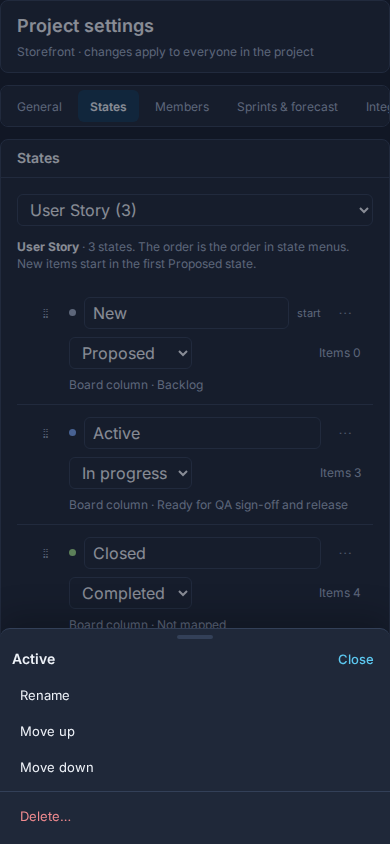 Project settings
Storefront · changes apply to everyone in the project
General States Members Sprints & forecast Integ
States
User Story (3)
User Story · 3 states. The order is the order in state menus.
New items start in the first Proposed state.
New start ...
Proposed Items 0
Board column · Backlog
Active ...
In progress Items 3
Board column · Ready for QA sign-off and release
Closed ...
Completed Items 4
Board column · Not mapped
Active Close
Rename
Move up
Move down
Delete...